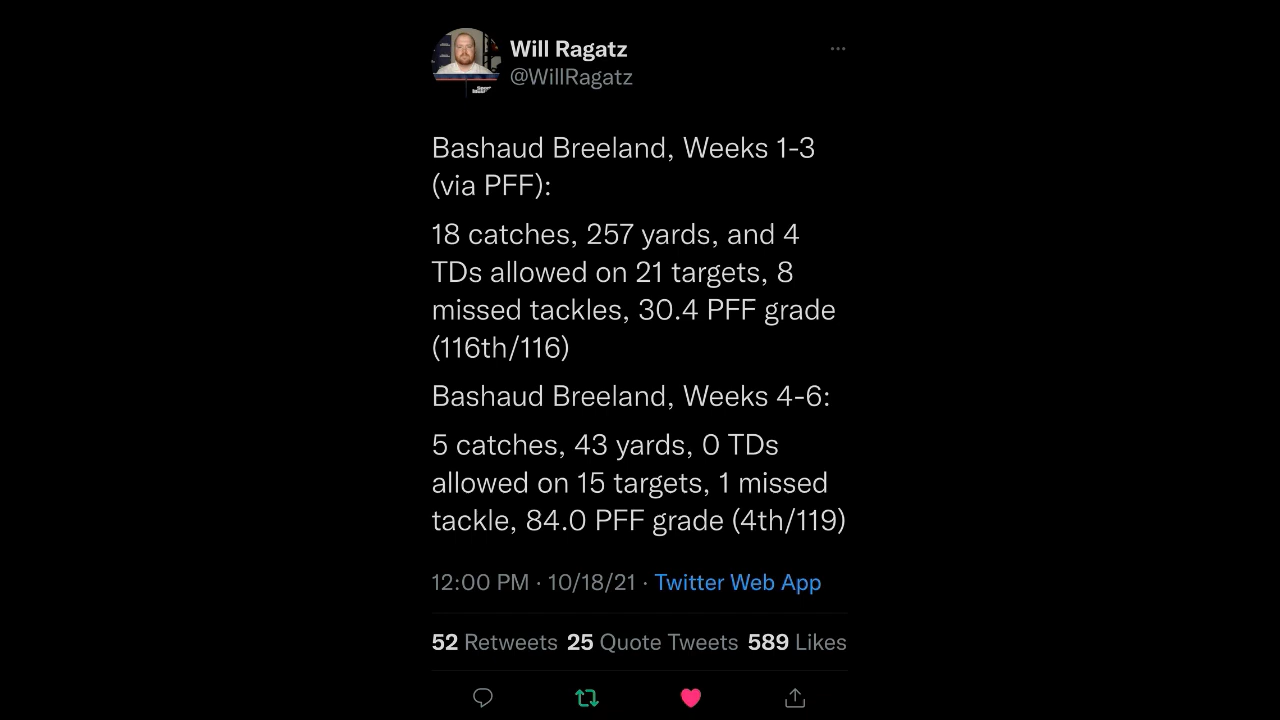 Will Ragatz
@WillRagatz
Bashaud Breeland, Weeks 1-3
(via PFF):
18 catches, 257 yards, and 4
TDs allowed on 21 targets, 8
missed tackles, 30.4 PFF grade
(116th/116)
Bashaud Breeland, Weeks 4-6:
5 catches, 43 yards, 0 TDs
allowed on 15 targets, 1 missed
tackle, 84.0 PFF grade (4th/119)
12:00 PM · 10/18/21 · Twitter Web App
52 Retweets 25 Quote Tweets 589 Likes